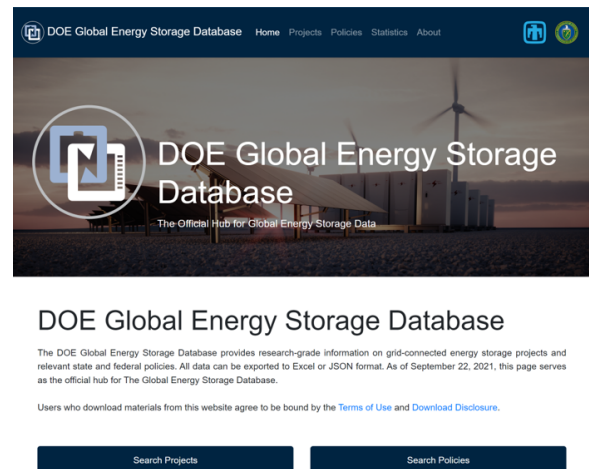 DOE Global Energy Storage Database Home Projects Policies Statistics About
DOE Global Energy Storage
Database
The Official Hub for Global Energy Storage Data
DOE Global Energy Storage Database
The DOE Global Energy Storage Database provides research-grade information on grid-connected energy storage projects and
relevant state and federal policies. All data can be exported to Excel or JSON format. As of September 22, 2021, this page serves
as the official hub for The Global Energy Storage Database.
Users who download materials from this website agree to be bound by the Terms of Use and Download Disclosure.
Search Projects Search Policies